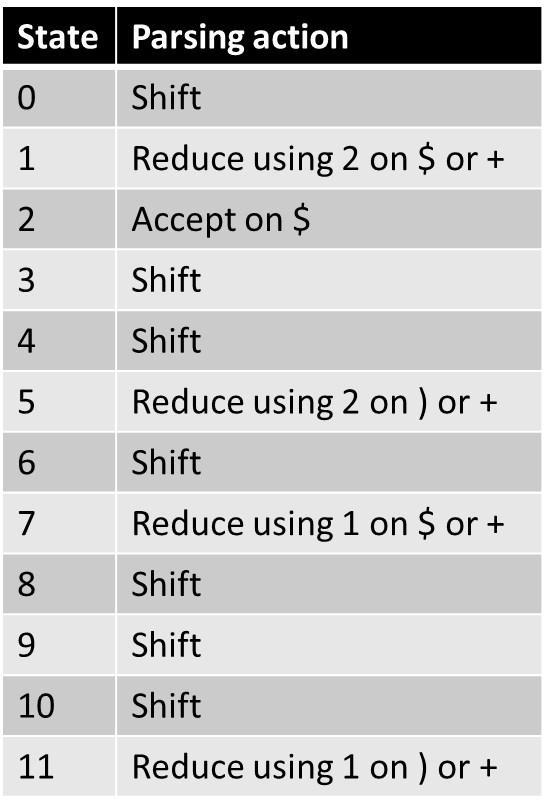 State Parsing action
0 Shift
1 Reduce using 2 on $ or +
2 Accept on $
3 Shift
4 Shift
5 Reduce using 2 on ) or +
6 Shift
7 Reduce using 1 on $ or +
8 Shift
9 Shift
10 Shift
11 Reduce using 1 on ) or +